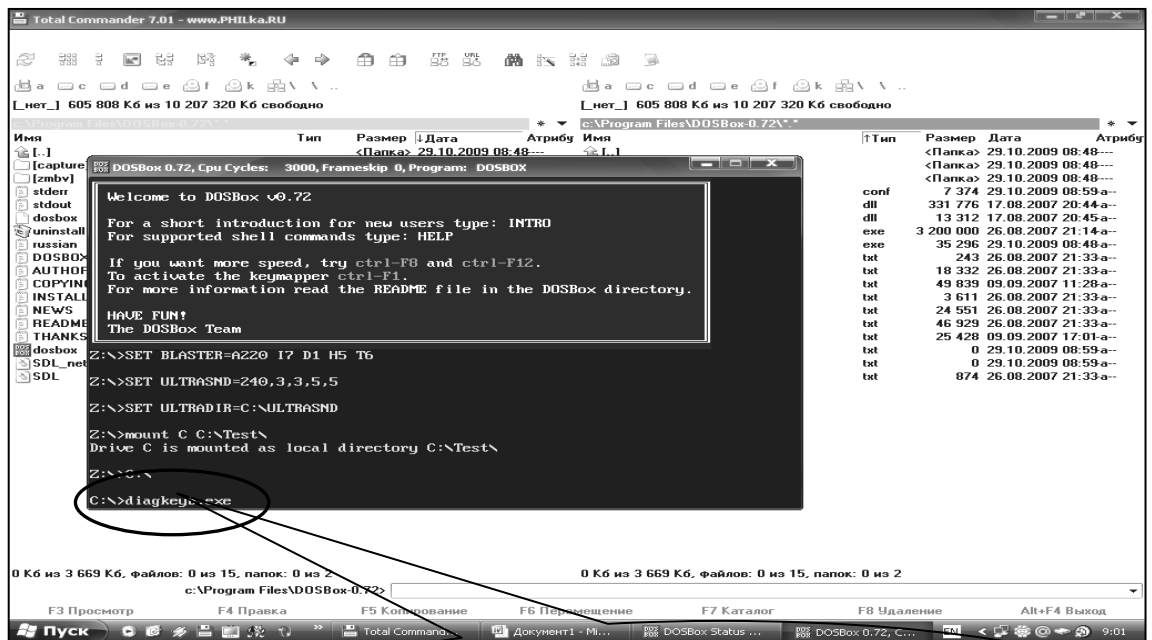 Total Commander 7.01 - www.PHILka.RU
FTP URL
a c d e f k \ \ ..
a c d e f k \ \ ..
[_нет_] 605 808 Кб из 10 207 320 Кб свободно
[_нет_] 605 808 Кб из 10 207 320 Кб свободно
c:\Program Files\DOSBox-0.72\*.* * ▼
c:\Program Files\DOSBox-0.72\*.* * ▼
Имя Тип Размер ↓Дата Атрибу
Имя ↑Тип Размер Дата Атрибу
[..] <Папка> 29.10.2009 08:48----
[..] <Папка> 29.10.2009 08:48----
[capture
<Папка> 29.10.2009 08:48----
[zmbv]
<Папка> 29.10.2009 08:48----
stderr
conf 7 374 29.10.2009 08:59-a--
stdout
dll 331 776 17.08.2007 20:44-a--
dosbox
dll 13 312 17.08.2007 20:45-a--
uninstall
exe 3 200 000 26.08.2007 21:14-a--
russian
exe 35 296 29.10.2009 08:48-a--
DOSBOX
txt 243 26.08.2007 21:33-a--
AUTHOR
txt 18 332 26.08.2007 21:33-a--
COPYIN
txt 49 839 09.09.2007 11:28-a--
INSTALL
txt 3 611 26.08.2007 21:33-a--
NEWS
txt 24 551 26.08.2007 21:33-a--
README
txt 46 929 26.08.2007 21:33-a--
THANKS
txt 25 428 09.09.2007 17:01-a--
dosbox
txt 0 29.10.2009 08:59-a--
SDL_net
txt 0 29.10.2009 08:59-a--
SDL
txt 874 26.08.2007 21:33-a--
DOSBox 0.72, Cpu Cycles: 3000, Frameskip 0, Program: DOSBOX
Welcome to DOSBox v0.72
For a short introduction for new users type: INTRO
For supported shell commands type: HELP
If you want more speed, try ctrl-F8 and ctrl-F12.
To activate the keymapper ctrl-F1.
For more information read the README file in the DOSBox directory.
HAVE FUN!
The DOSBox Team
Z:\>SET BLASTER=A220 I7 D1 H5 T6
Z:\>SET ULTRASND=240,3,3,5,5
Z:\>SET ULTRADIR=C:\ULTRASND
Z:\>mount C C:\Test\
Drive C is mounted as local directory C:\Test\
Z:\>C:\
C:\>diagkeys.exe
0 Кб из 3 669 Кб, файлов: 0 из 15, папок: 0 из 2
0 Кб из 3 669 Кб, файлов: 0 из 15, папок: 0 из 2
c:\Program Files\DOSBox-0.72>
F3 Просмотр F4 Правка F5 Копирование F6 Перемещение F7 Каталог F8 Удаление Alt+F4 Выход
Пуск » Total Comman... Документ1 - Mi... DOSBox Status ... DOSBox 0.72, C... EN < 9:01